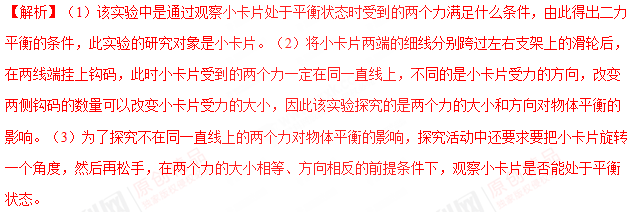 【解析】（1）该实验中是通过观察小卡片处于平衡状态时受到的两个力满足什么条件，由此得出二力
平衡的条件，此实验的研究对象是小卡片。（2）将小卡片两端的细线分别跨过左右支架上的滑轮后，
在两线端挂上钩码，此时小卡片受到的两个力一定在同一直线上，不同的是小卡片受力的方向，改变
两侧钩码的数量可以改变小卡片受力的大小，因此该实验探究的是两个力的大小和方向对物体平衡的
影响。（3）为了探究不在同一直线上的两个力对物体平衡的影响，探究活动中还要求要把小卡片旋转
一个角度，然后再松手，在两个力的大小相等、方向相反的前提条件下，观察小卡片是否能处于平衡
状态。